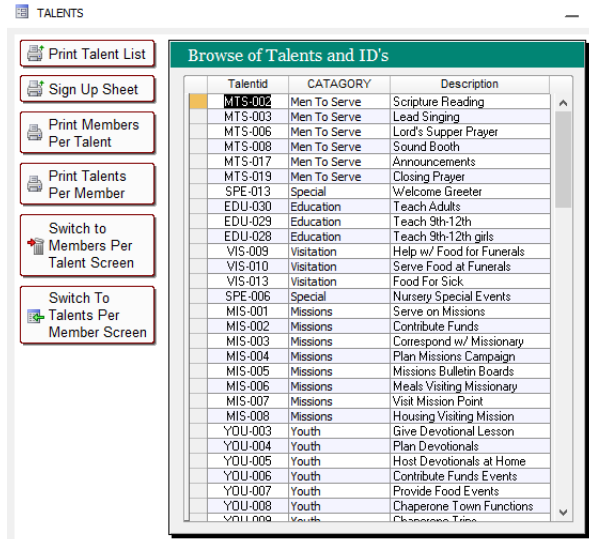 TALENTS
Print Talent List
Sign Up Sheet
Print Members
Per Talent
Print Talents
Per Member
Switch to
Members Per
Talent Screen
Switch To
Talents Per
Member Screen
Browse of Talents and ID's
Talentid CATAGORY Description
MTS-002 Men To Serve Scripture Reading
MTS-003 Men To Serve Lead Singing
MTS-006 Men To Serve Lord's Supper Prayer
MTS-008 Men To Serve Sound Booth
MTS-017 Men To Serve Announcements
MTS-019 Men To Serve Closing Prayer
SPE-013 Special Welcome Greeter
EDU-030 Education Teach Adults
EDU-029 Education Teach 9th-12th
EDU-028 Education Teach 9th-12th girls
VIS-009 Visitation Help w/ Food for Funerals
VIS-010 Visitation Serve Food at Funerals
VIS-013 Visitation Food For Sick
SPE-006 Special Nursery Special Events
MIS-001 Missions Serve on Missions
MIS-002 Missions Contribute Funds
MIS-003 Missions Correspond w/ Missionary
MIS-004 Missions Plan Missions Campaign
MIS-005 Missions Missions Bulletin Boards
MIS-006 Missions Meals Visiting Missionary
MIS-007 Missions Visit Mission Point
MIS-008 Missions Housing Visiting Mission
YOU-003 Youth Give Devotional Lesson
YOU-004 Youth Plan Devotionals
YOU-005 Youth Host Devotionals at Home
YOU-006 Youth Contribute Funds Events
YOU-007 Youth Provide Food Events
YOU-008 Youth Chaperone Town Functions
YOU-009 Youth Chaperone Trips